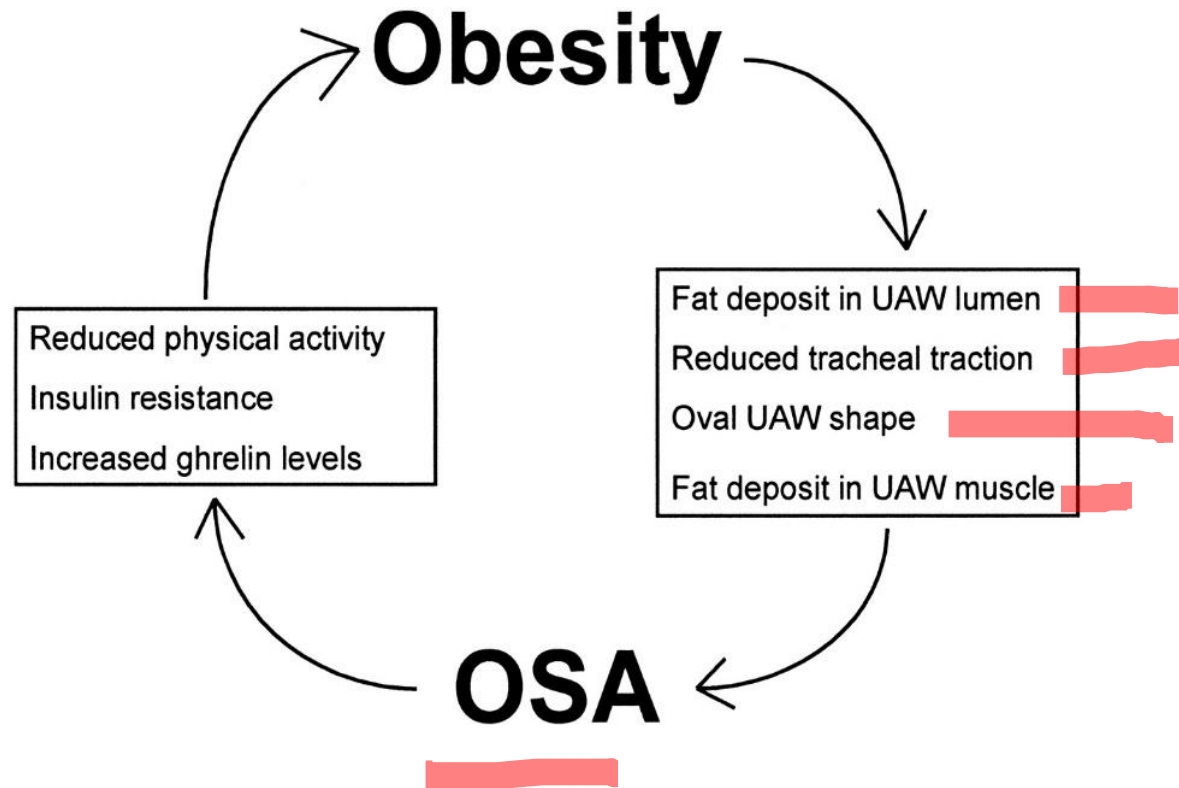 Obesity
Fat deposit in UAW lumen
Reduced tracheal traction
Oval UAW shape
Fat deposit in UAW muscle
OSA
Reduced physical activity
Insulin resistance
Increased ghrelin levels